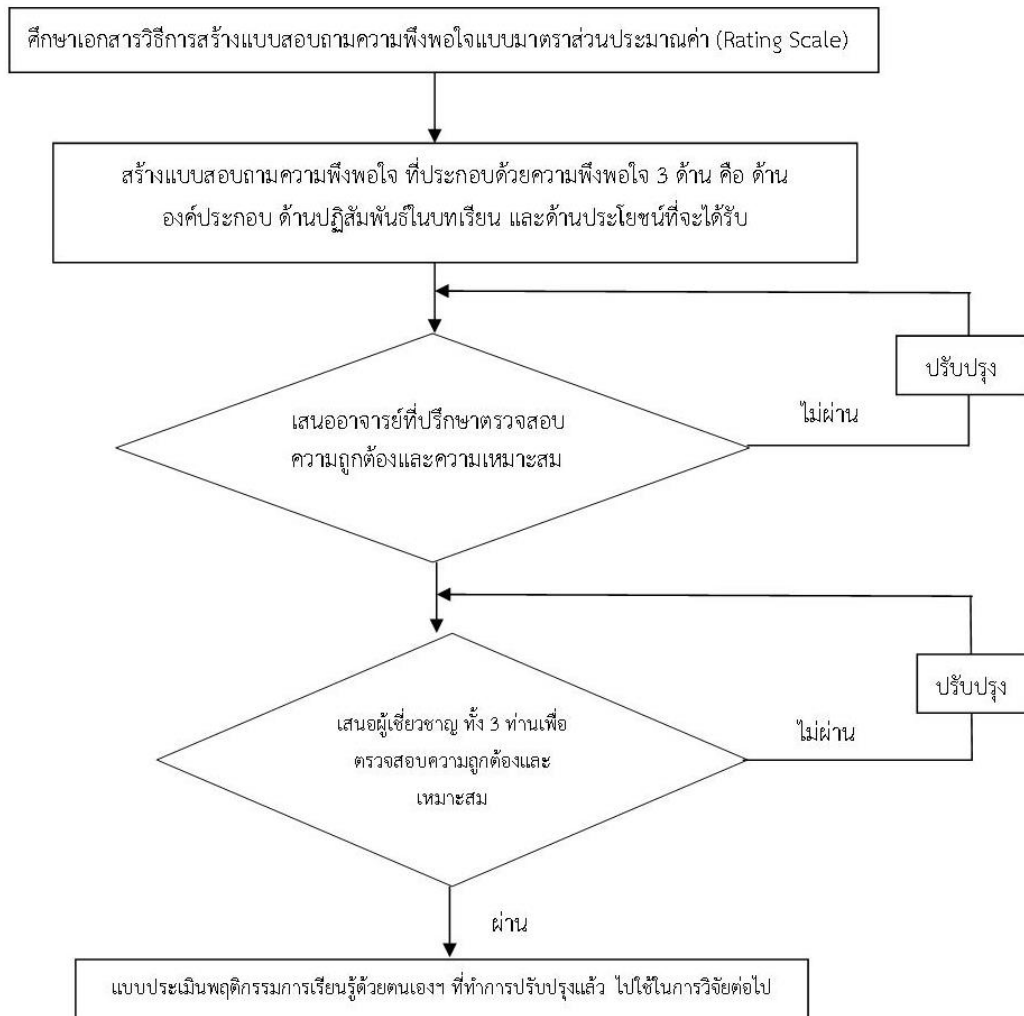 ศึกษาเอกสารวิธีการสร้างแบบสอบถามความพึงพอใจแบบมาตราส่วนประมาณค่า (Rating Scale)
สร้างแบบสอบถามความพึงพอใจ ที่ประกอบด้วยความพึงพอใจ 3 ด้าน คือ ด้าน
องค์ประกอบ ด้านปฏิสัมพันธ์ในบทเรียน และด้านประโยชน์ที่จะได้รับ
ปรับปรุง
ไม่ผ่าน
เสนออาจารย์ที่ปรึกษาตรวจสอบ
ความถูกต้องและความเหมาะสม
ปรับปรุง
ไม่ผ่าน
เสนอผู้เชี่ยวชาญ ทั้ง 3 ท่านเพื่อ
ตรวจสอบความถูกต้องและ
เหมาะสม
ผ่าน
แบบประเมินพฤติกรรมการเรียนรู้ด้วยตนเองฯ ที่ทำการปรับปรุงแล้ว ไปใช้ในการวิจัยต่อไป